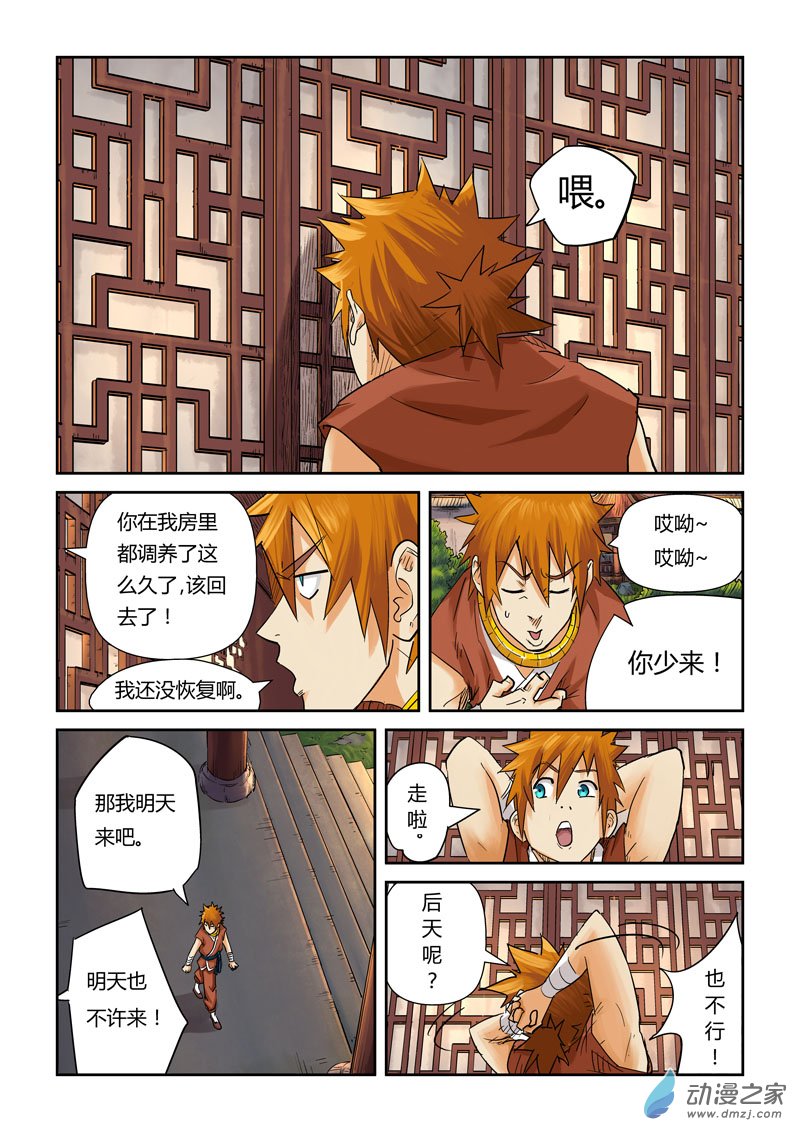 喂。
你在我房里
都调养了这
么久了,该回
去了！
我还没恢复啊。
哎呦~
哎呦~
你少来！
那我明天
来吧。
明天也
不许来！
走啦。
后天呢？
也不行！
动漫之家
www.dmzj.com